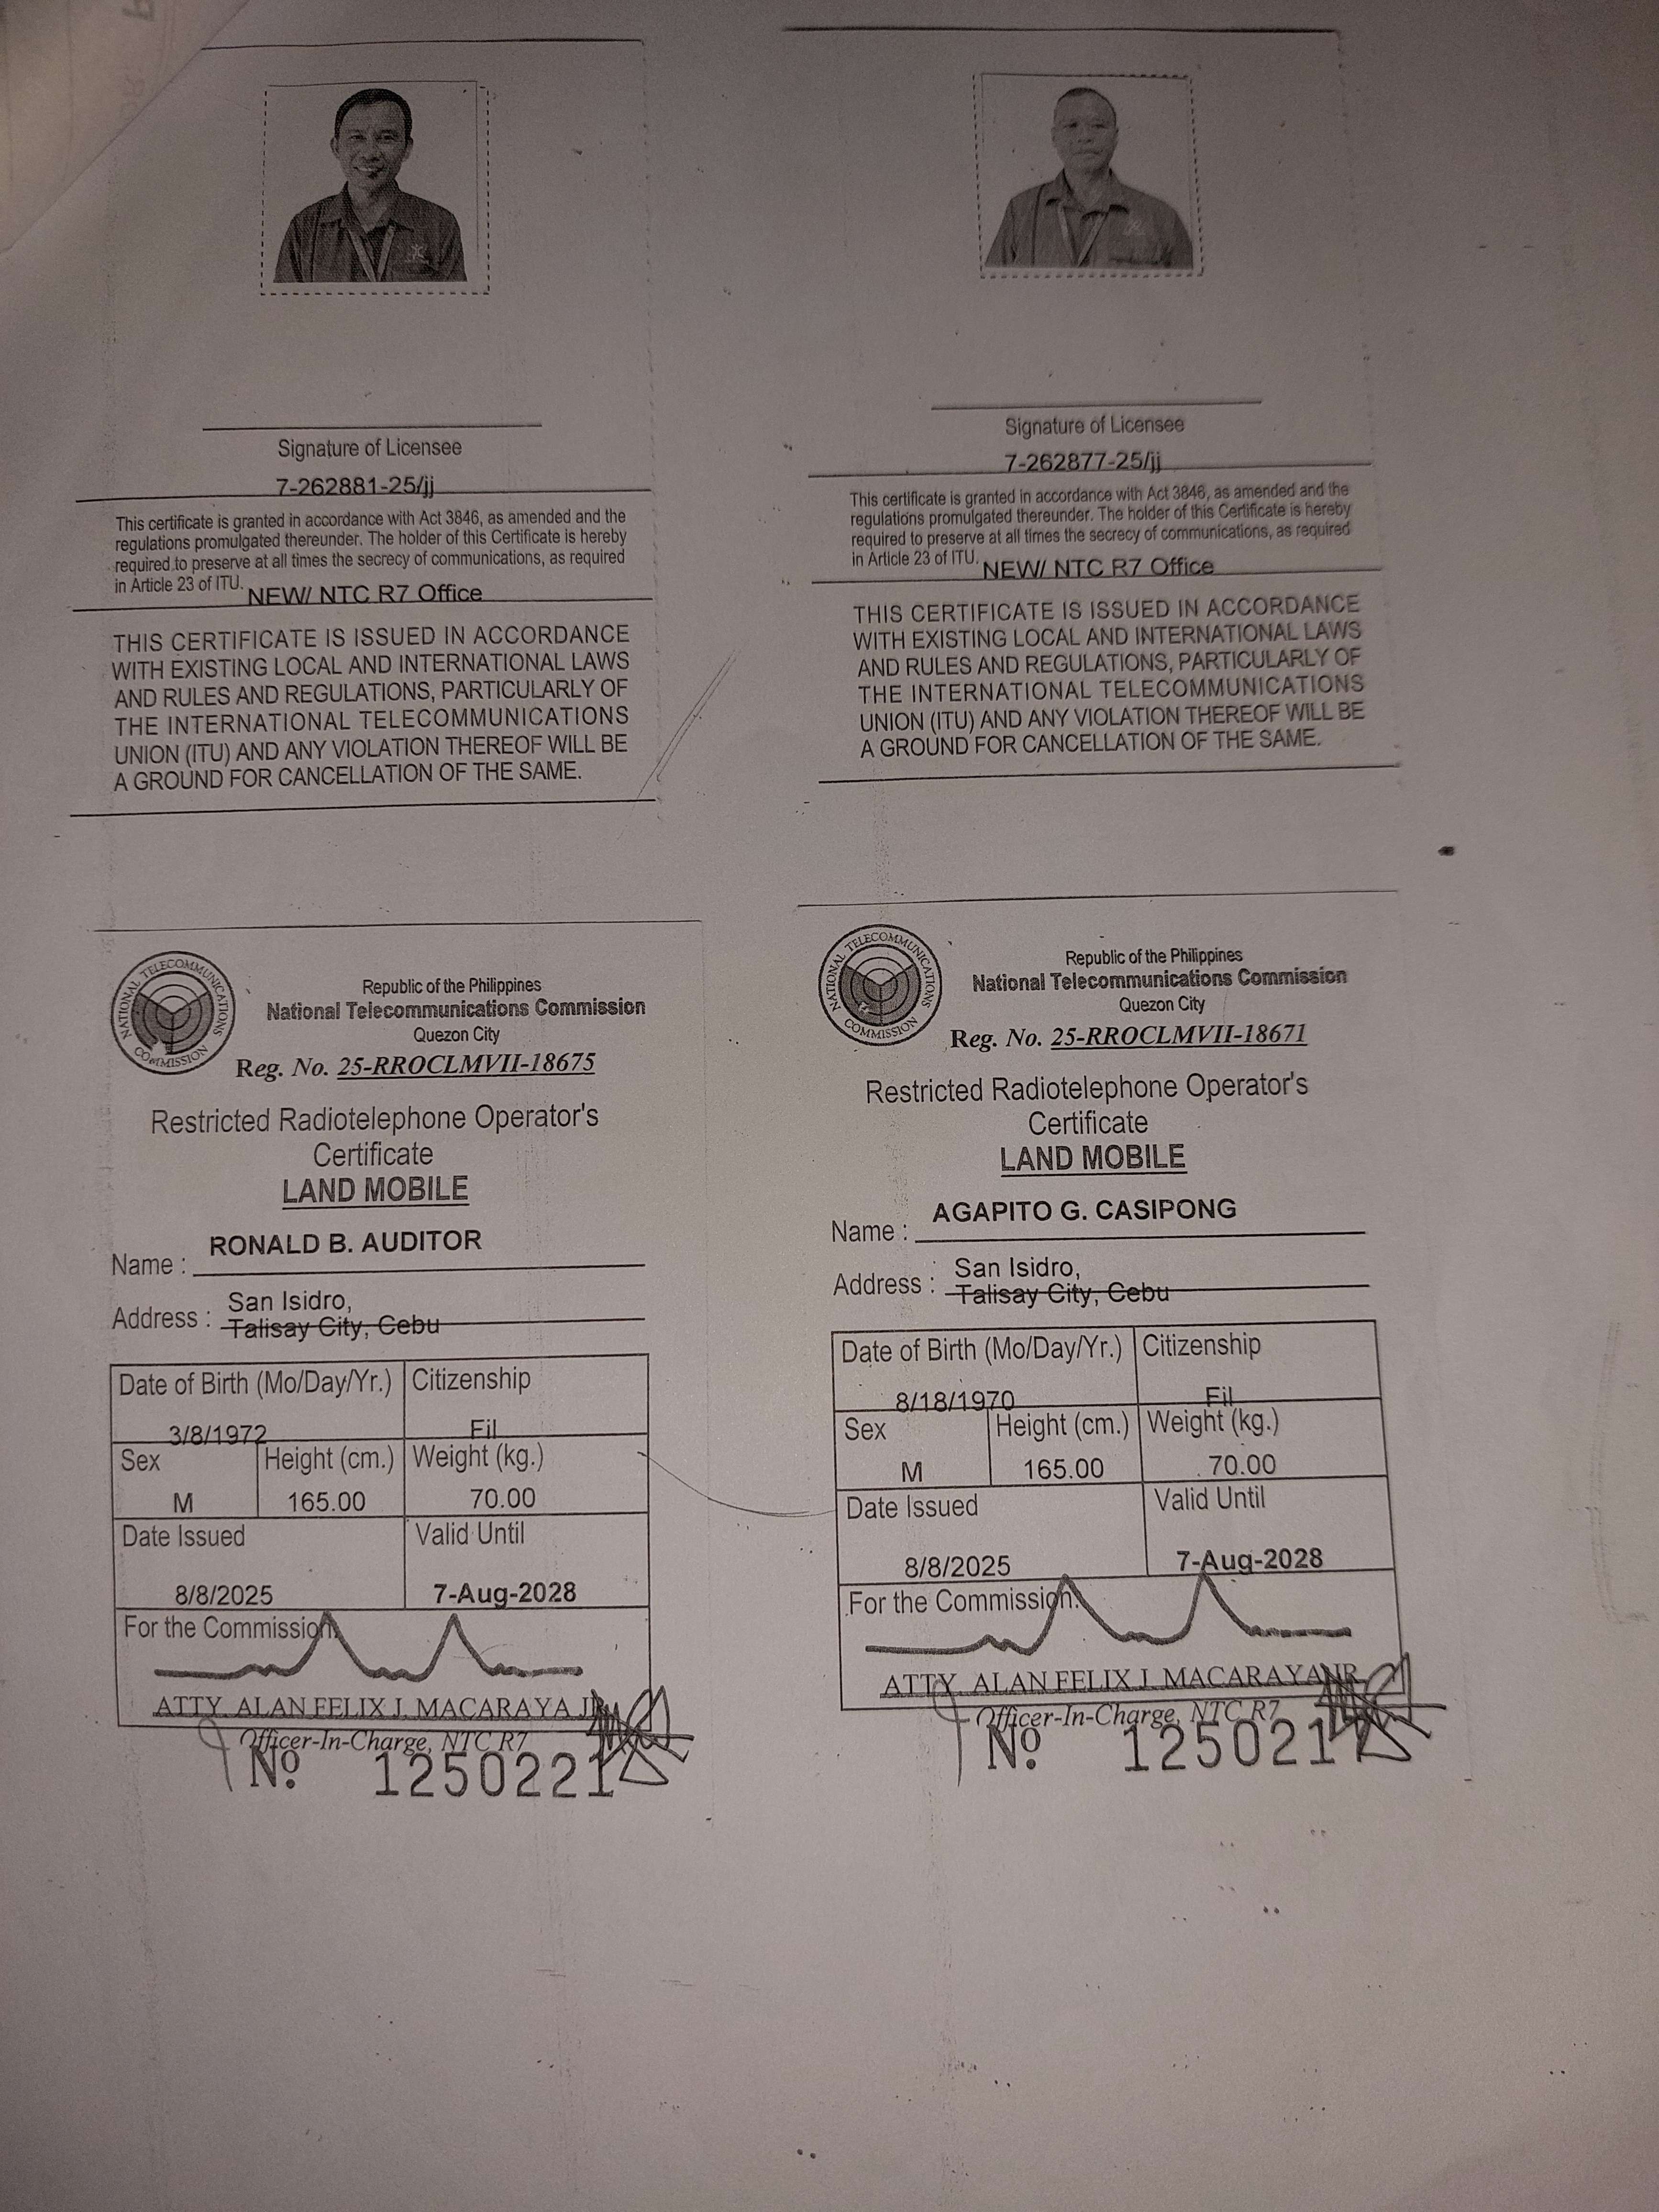 Signature of Licensee
7-262881-25/jj
This certificate is granted in accordance with Act 3846, as amended and the
regulations promulgated thereunder. The holder of this Certificate is hereby
required to preserve at all times the secrecy of communications, as required
in Article 23 of ITU. NEW/ NTC R7 Office
THIS CERTIFICATE IS ISSUED IN ACCORDANCE
WITH EXISTING LOCAL AND INTERNATIONAL LAWS
AND RULES AND REGULATIONS, PARTICULARLY OF
THE INTERNATIONAL TELECOMMUNICATIONS
UNION (ITU) AND ANY VIOLATION THEREOF WILL BE
A GROUND FOR CANCELLATION OF THE SAME.
Signature of Licensee
7-262877-25/jj
This certificate is granted in accordance with Act 3846, as amended and the
regulations promulgated thereunder. The holder of this Certificate is hereby
required to preserve at all times the secrecy of communications, as required
in Article 23 of ITU. NEW/ NTC R7 Office
THIS CERTIFICATE IS ISSUED IN ACCORDANCE
WITH EXISTING LOCAL AND INTERNATIONAL LAWS
AND RULES AND REGULATIONS, PARTICULARLY OF
THE INTERNATIONAL TELECOMMUNICATIONS
UNION (ITU) AND ANY VIOLATION THEREOF WILL BE
A GROUND FOR CANCELLATION OF THE SAME.
NATIONAL TELECOMMUNICATIONS COMMISSION
Republic of the Philippines
National Telecommunications Commission
Quezon City
Reg. No. 25-RROCLMVII-18675
Restricted Radiotelephone Operator's
Certificate
LAND MOBILE
Name : RONALD B. AUDITOR
Address : San Isidro,
Talisay City, Cebu
Date of Birth (Mo/Day/Yr.) Citizenship
3/8/1972 Fil
Sex Height (cm.) Weight (kg.)
M 165.00 70.00
Date Issued Valid Until
8/8/2025 7-Aug-2028
For the Commission:
ATTY. ALAN FELIX J. MACARAYA JR
Officer-In-Charge, NTC R7
No 1250221
NATIONAL TELECOMMUNICATIONS COMMISSION
Republic of the Philippines
National Telecommunications Commission
Quezon City
Reg. No. 25-RROCLMVII-18671
Restricted Radiotelephone Operator's
Certificate
LAND MOBILE
Name : AGAPITO G. CASIPONG
Address : San Isidro,
Talisay City, Cebu
Date of Birth (Mo/Day/Yr.) Citizenship
8/18/1970 Fil
Sex Height (cm.) Weight (kg.)
M 165.00 70.00
Date Issued Valid Until
8/8/2025 7-Aug-2028
For the Commission:
ATTY. ALAN FELIX J. MACARAYA JR
Officer-In-Charge, NTC R7
No